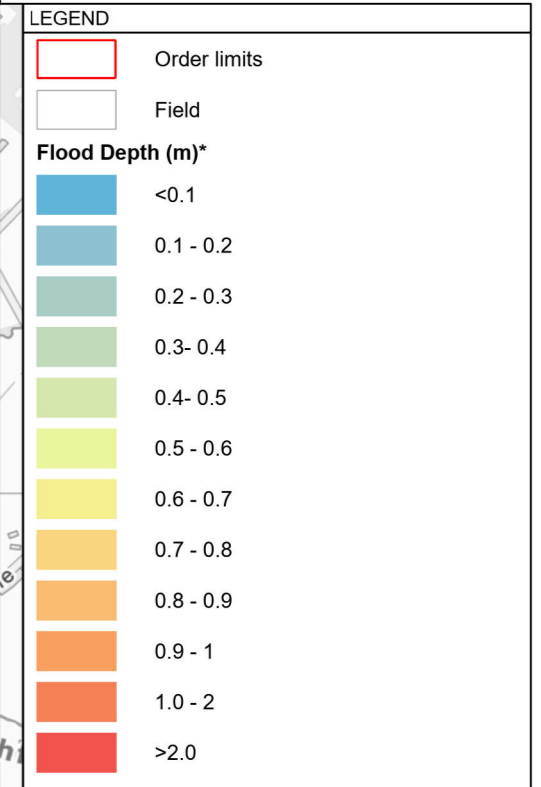 LEGEND
Order limits
Field
Flood Depth (m)*
<0.1
0.1 - 0.2
0.2 - 0.3
0.3- 0.4
0.4- 0.5
0.5 - 0.6
0.6 - 0.7
0.7 - 0.8
0.8 - 0.9
0.9 - 1
1.0 - 2
>2.0